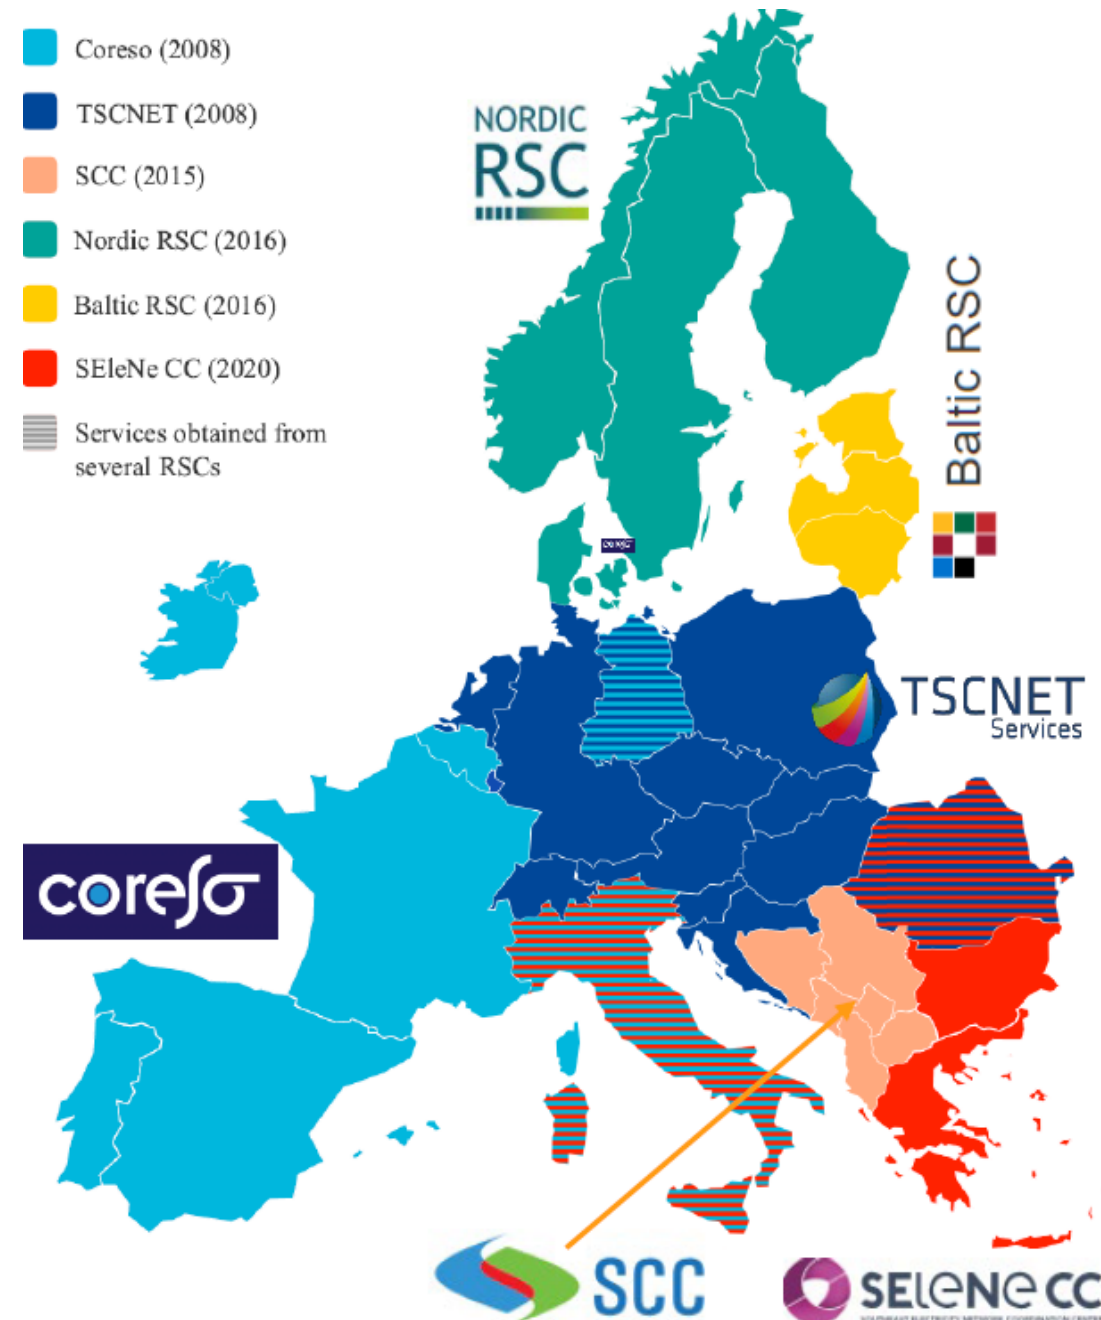 Coreso (2008)
TSCNET (2008)
SCC (2015)
Nordic RSC (2016)
Baltic RSC (2016)
SEleNe CC (2020)
Services obtained from
several RSCs
NORDIC
RSC
Baltic RSC
coreso
TSCNET
Services
coreso
SCC
SELENE CC